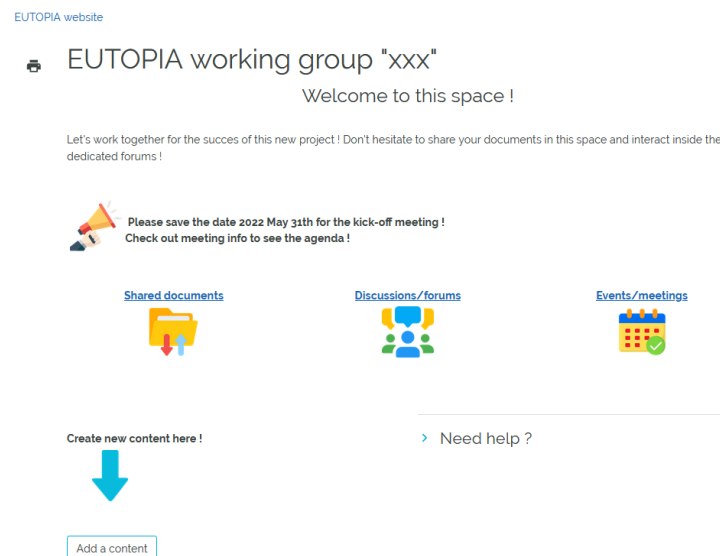 EUTOPIA website
EUTOPIA working group "xxx"
Welcome to this space !
Let's work together for the succes of this new project ! Don't hesitate to share your documents in this space and interact inside the
dedicated forums !
Please save the date 2022 May 31th for the kick-off meeting !
Check out meeting info to see the agenda !
Shared documents
Discussions/forums
Events/meetings
Create new content here !
Need help ?
Add a content